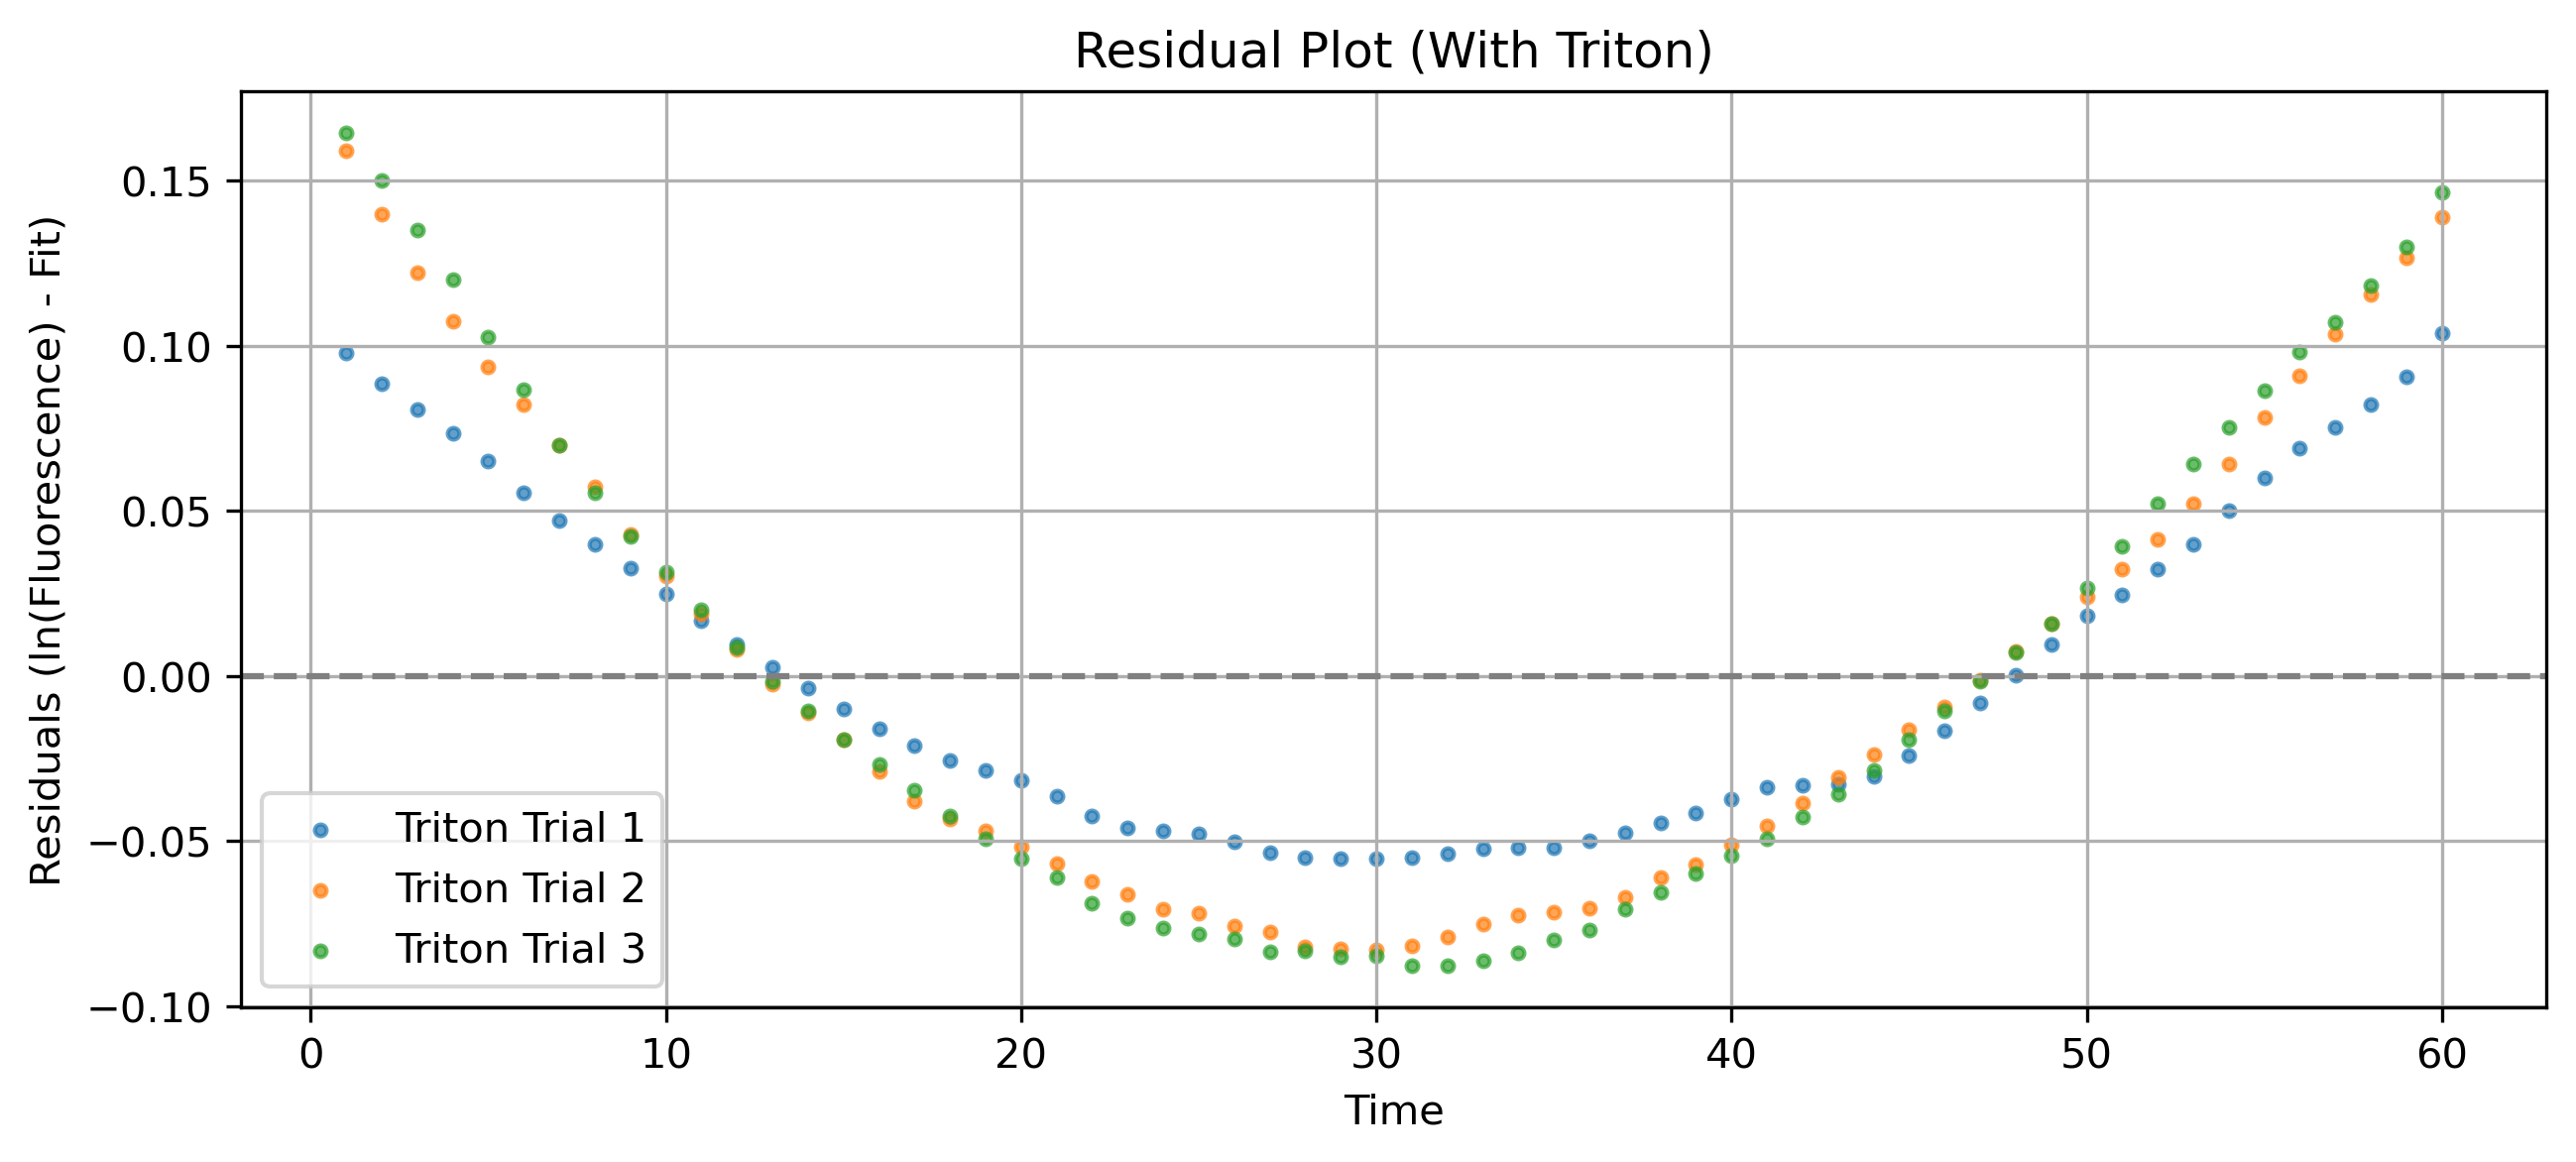 Residual Plot (With Triton)
Residuals (ln(Fluorescence) - Fit)
0.15
0.10
0.05
0.00
−0.05
−0.10
Triton Trial 1
Triton Trial 2
Triton Trial 3
0 10 20 30 40 50 60
Time